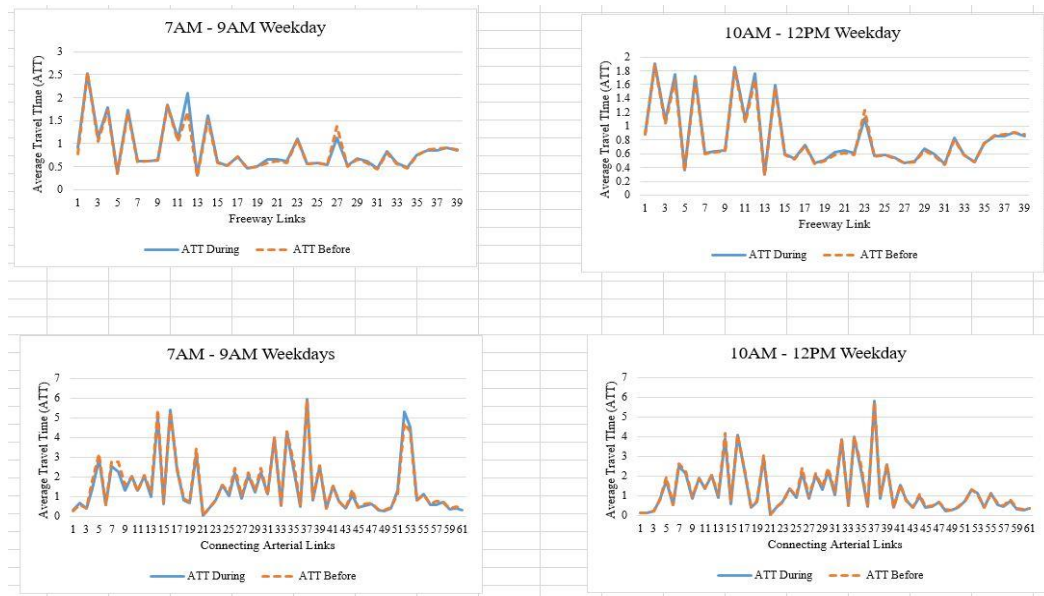 7AM - 9AM Weekday
Average Travel TIme (ATT)
3
2.5
2
1.5
1
0.5
0
1 3 5 7 9 11 13 15 17 19 21 23 25 27 29 31 33 35 37 39
Freeway Links
ATT During ATT Before
10AM - 12PM Weekday
Average Travel TIme (ATT)
2
1.8
1.6
1.4
1.2
1
0.8
0.6
0.4
0.2
0
1 3 5 7 9 11 13 15 17 19 21 23 25 27 29 31 33 35 37 39
Freeway Link
ATT During ATT Before
7AM - 9AM Weekdays
Average Travel Time (ATT)
7
6
5
4
3
2
1
0
1 3 5 7 9 11 13 15 17 19 21 23 25 27 29 31 33 35 37 39 41 43 45 47 49 51 53 55 57 59 61
Connecting Arterial Links
ATT During ATT Before
10AM - 12PM Weekday
Average Travel TIme (ATT)
7
6
5
4
3
2
1
0
1 3 5 7 9 11 13 15 17 19 21 23 25 27 29 31 33 35 37 39 41 43 45 47 49 51 53 55 57 59 61
Connecting Arterial Links
ATT During ATT Before